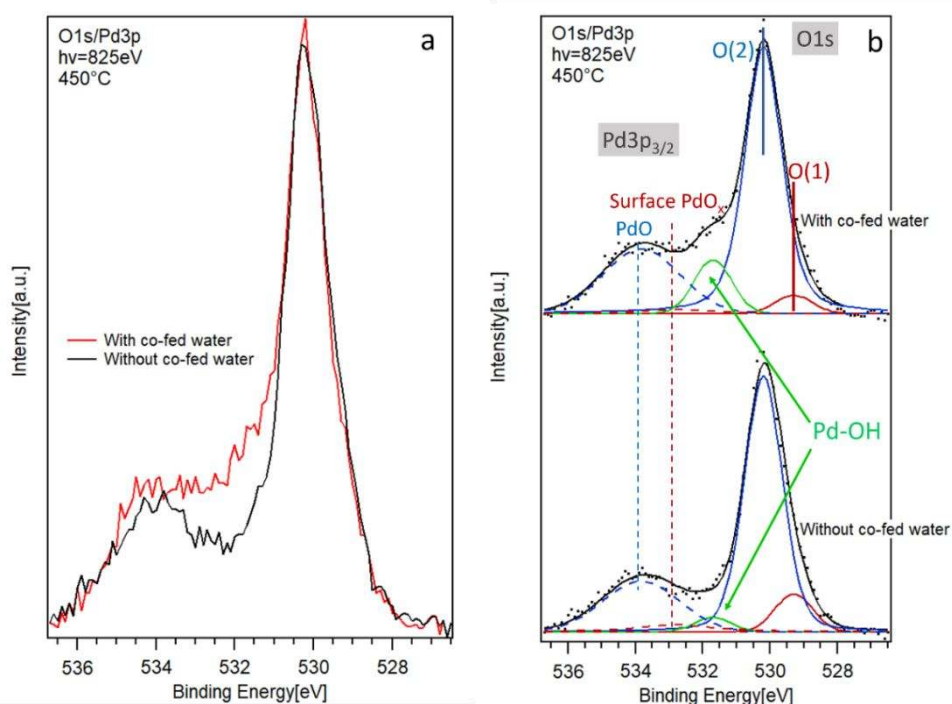 O1s/Pd3p
hv=825eV
450°C
a
With co-fed water
Without co-fed water
Intensity[a.u.]
536
534
532
530
528
Binding Energy[eV]
O1s/Pd3p
hv=825eV
450°C
b
O1s
O(2)
Pd3p3/2
O(1)
Surface PdOx
PdO
With co-fed water
Pd-OH
Without co-fed water
Intensity[a.u.]
536
534
532
530
528
Binding Energy[eV]